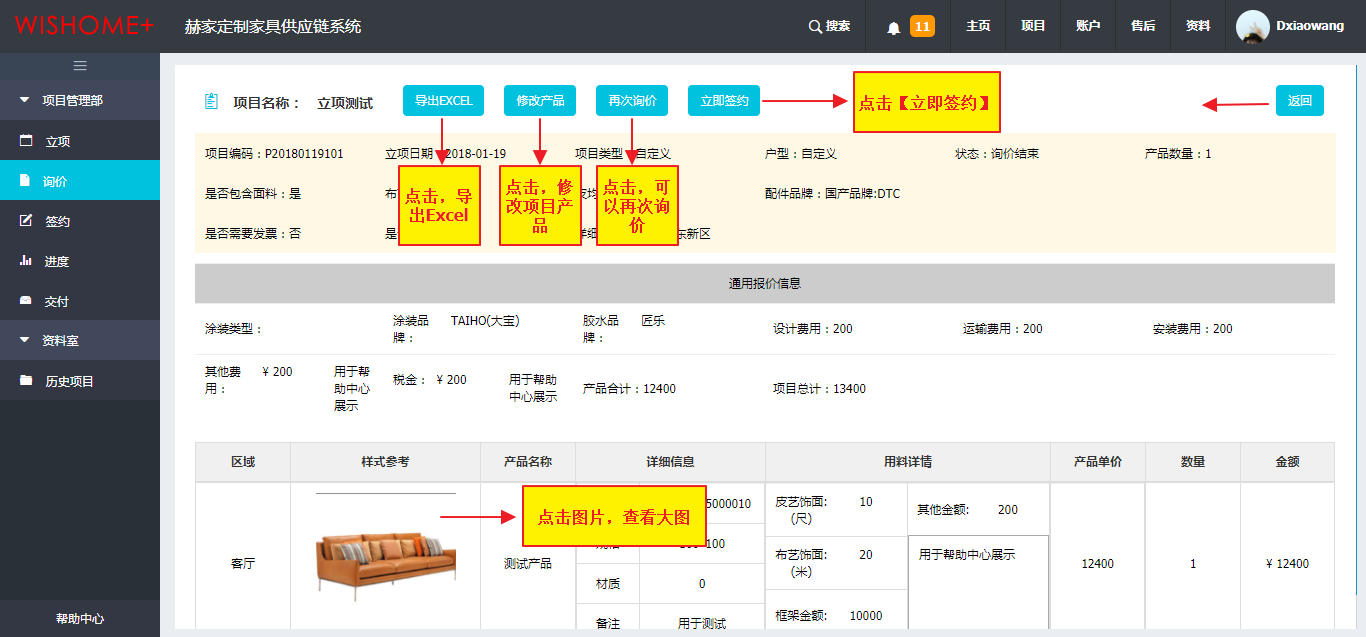 WISHOME+
赫家定制家具供应链系统
搜索
11
主页
项目
账户
售后
资料
Dxiaowang
项目管理部
立项
询价
签约
进度
交付
资料室
历史项目
帮助中心
项目名称： 立项测试
导出EXCEL
修改产品
再次询价
立即签约
点击【立即签约】
返回
项目编码：P20180119101
立项日期 2018-01-19
项目类型 自定义
户型：自定义
状态：询价结束
产品数量：1
是否包含面料：是
布
点击，导
出Excel
点击，修
改项目产
品
点击，可
以再次询
价
配件品牌：国产品牌:DTC
是否需要发票：否
是
东新区
通用报价信息
涂装类型：
涂装品
牌：
TAIHO(大宝)
胶水品
牌：
匠乐
设计费用：200
运输费用：200
安装费用：200
其他费
用：
¥ 200
用于帮
助中心
展示
税金： ¥ 200
用于帮助
中心展示
产品合计：12400
项目总计：13400
区域
样式参考
产品名称
详细信息
用料详情
产品单价
数量
金额
客厅
点击图片，查看大图
测试产品
5000010
100
材质
0
备注
用于测试
皮艺饰面:
(尺)
10
布艺饰面:
(米)
20
框架金额:
10000
其他金额:
200
用于帮助中心展示
12400
1
¥ 12400